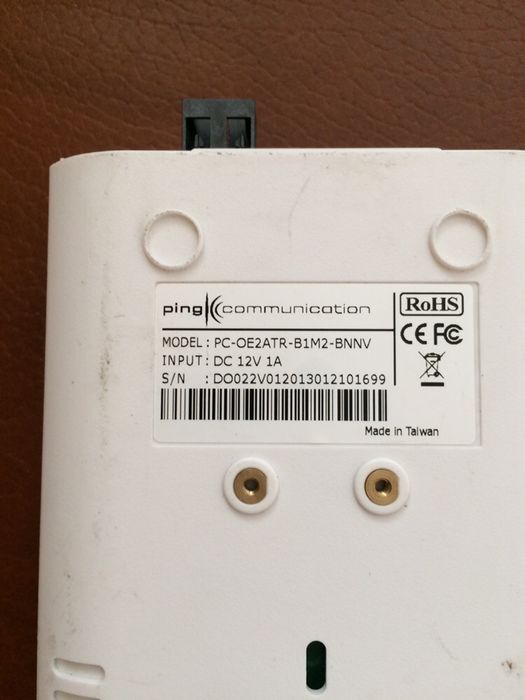 ping communication
RoHS
CE FC
MODEL : PC-OE2ATR-B1M2-BNNV
INPUT : DC 12V 1A
S/N : DO022V012013012101699
Made in Taiwan